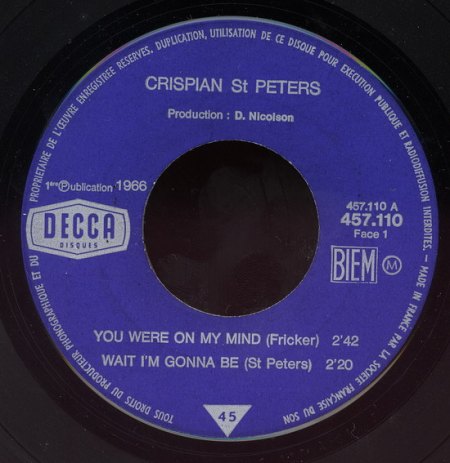 TOUS DROITS DU PRODUCTEUR PHONOGRAPHIQUE ET DU PROPRIETAIRE DE L'ŒUVRE ENREGISTREE RESERVES. DUPLICATION, UTILISATION DE CE DISQUE POUR EXECUTION PUBLIQUE ET RADIODIFFUSION INTERDITES. — MADE IN FRANCE PAR LA SOCIETE FRANÇAISE DU SON
CRISPIAN St PETERS
Production : D. Nicolson
1ère Ⓟublication 1966
DECCA
DISQUES
457.110 A
457.110
Face 1
BIEM Ⓜ
YOU WERE ON MY MIND (Fricker) 2'42
WAIT I'M GONNA BE (St Peters) 2'20
45